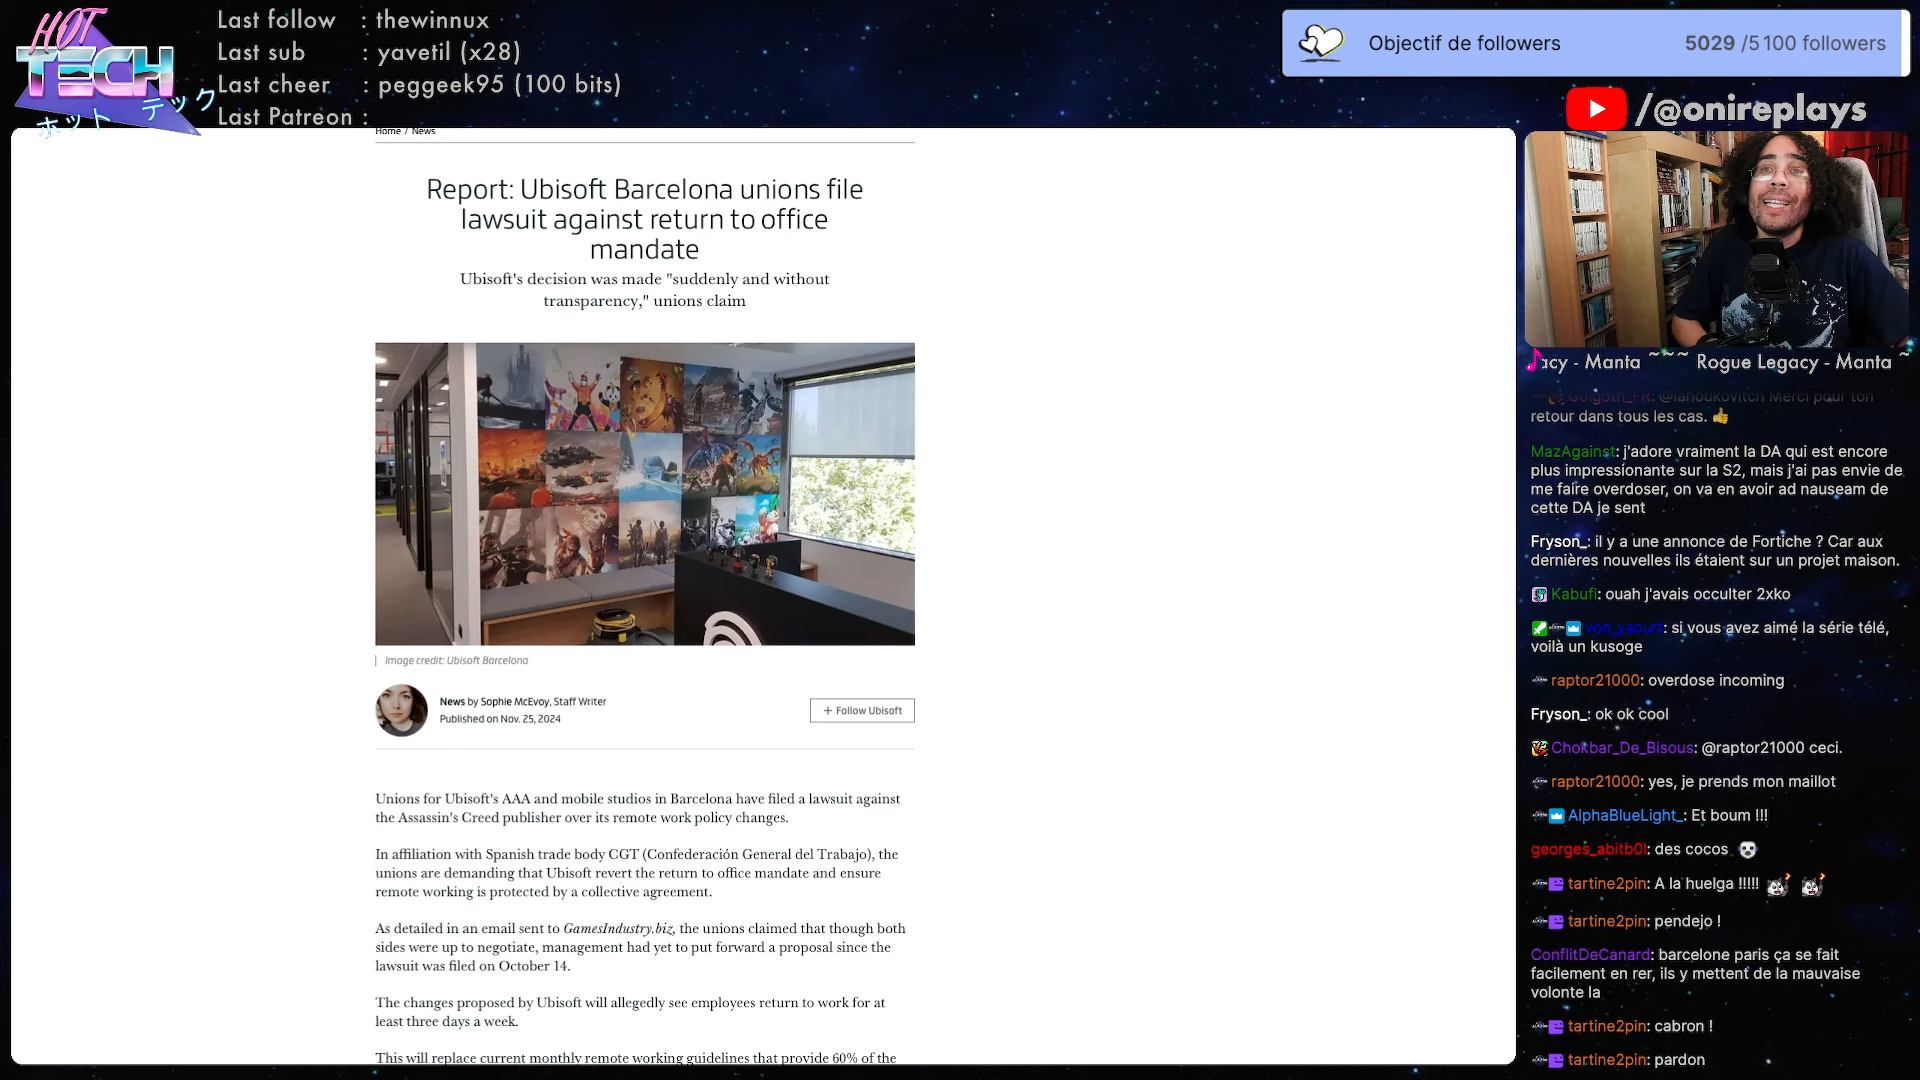 HOT
TECH
ホット テック
Last follow : thewinnux
Last sub : yavetil (x28)
Last cheer : peggeek95 (100 bits)
Last Patreon :
Objectif de followers 5029 /5 100 followers
/@onireplays
Home / News
Report: Ubisoft Barcelona unions file
lawsuit against return to office
mandate
Ubisoft's decision was made "suddenly and without
transparency," unions claim
Image credit: Ubisoft Barcelona
News by Sophie McEvoy, Staff Writer
Published on Nov. 25, 2024
+ Follow Ubisoft
Unions for Ubisoft's AAA and mobile studios in Barcelona have filed a lawsuit against
the Assassin's Creed publisher over its remote work policy changes.
In affiliation with Spanish trade body CGT (Confederación General del Trabajo), the
unions are demanding that Ubisoft revert the return to office mandate and ensure
remote working is protected by a collective agreement.
As detailed in an email sent to GamesIndustry.biz, the unions claimed that though both
sides were up to negotiate, management had yet to put forward a proposal since the
lawsuit was filed on October 14.
The changes proposed by Ubisoft will allegedly see employees return to work for at
least three days a week.
This will replace current monthly remote working guidelines that provide 60% of the
acy - Manta ~~~ Rogue Legacy - Manta ~
Golgoth_FR: @lanoukovitch Merci pour ton
retour dans tous les cas. 👍
MazAgainst: j'adore vraiment la DA qui est encore
plus impressionante sur la S2, mais j'ai pas envie de
me faire overdoser, on va en avoir ad nauseam de
cette DA je sent
Fryson_: il y a une annonce de Fortiche ? Car aux
dernières nouvelles ils étaient sur un projet maison.
Kabufi: ouah j'avais occulter 2xko
von_yaourt: si vous avez aimé la série télé,
voilà un kusoge
raptor21000: overdose incoming
Fryson_: ok ok cool
Chokbar_De_Bisous: @raptor21000 ceci.
raptor21000: yes, je prends mon maillot
AlphaBlueLight_: Et boum !!!
georges_abitb0l: des cocos
tartine2pin: A la huelga !!!!!
tartine2pin: pendejo !
ConflitDeCanard: barcelone paris ça se fait
facilement en rer, ils y mettent de la mauvaise
volonte la
tartine2pin: cabron !
tartine2pin: pardon